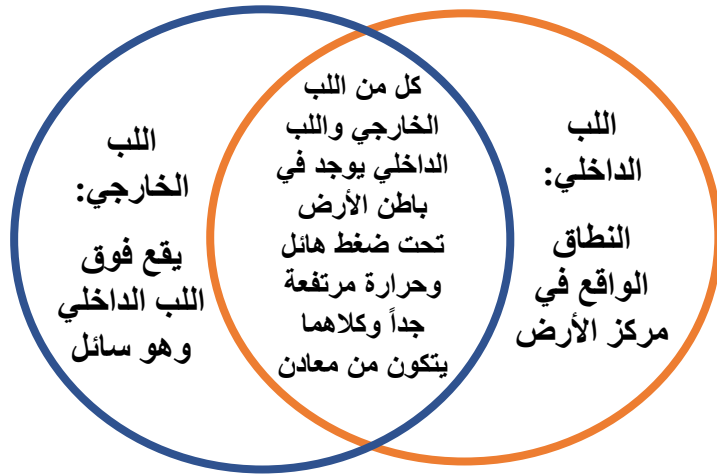 اللب
الداخلي:
النطاق
الواقع في
مركز الأرض
كل من اللب
الخارجي واللب
الداخلي يوجد في
باطن الأرض
تحت ضغط هائل
وحرارة مرتفعة
جداً وكلاهما
يتكون من معادن
اللب
الخارجي:
يقع فوق
اللب الداخلي
وهو سائل